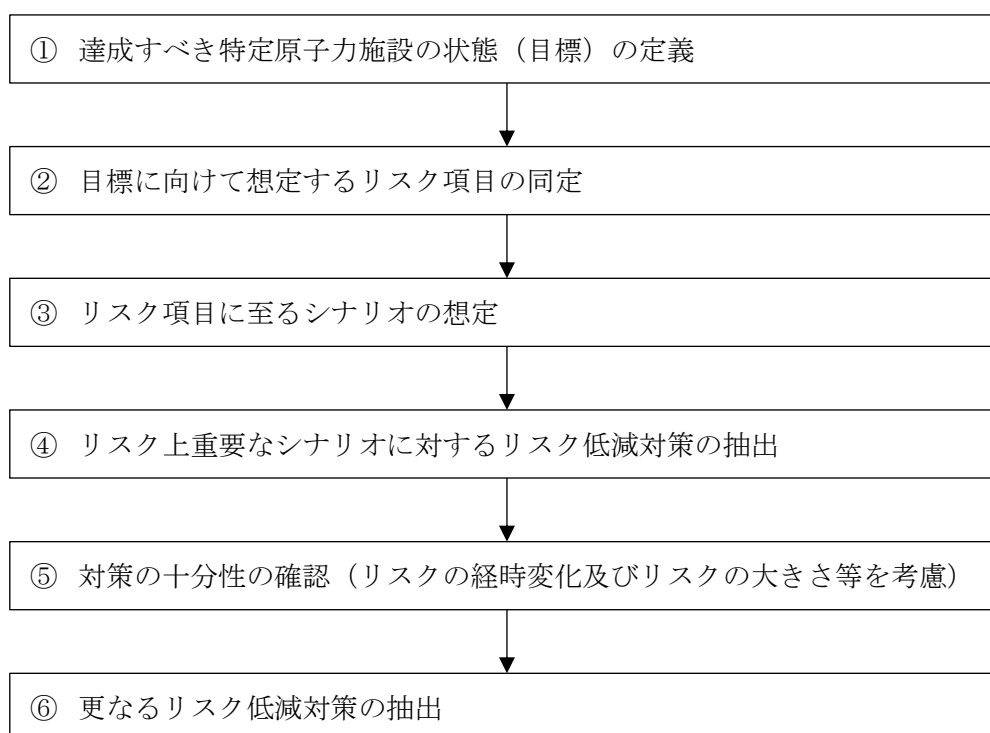 ① 達成すべき特定原子力施設の状態（目標）の定義
② 目標に向けて想定するリスク項目の同定
③ リスク項目に至るシナリオの想定
④ リスク上重要なシナリオに対するリスク低減対策の抽出
⑤ 対策の十分性の確認（リスクの経時変化及びリスクの大きさ等を考慮）
⑥ 更なるリスク低減対策の抽出